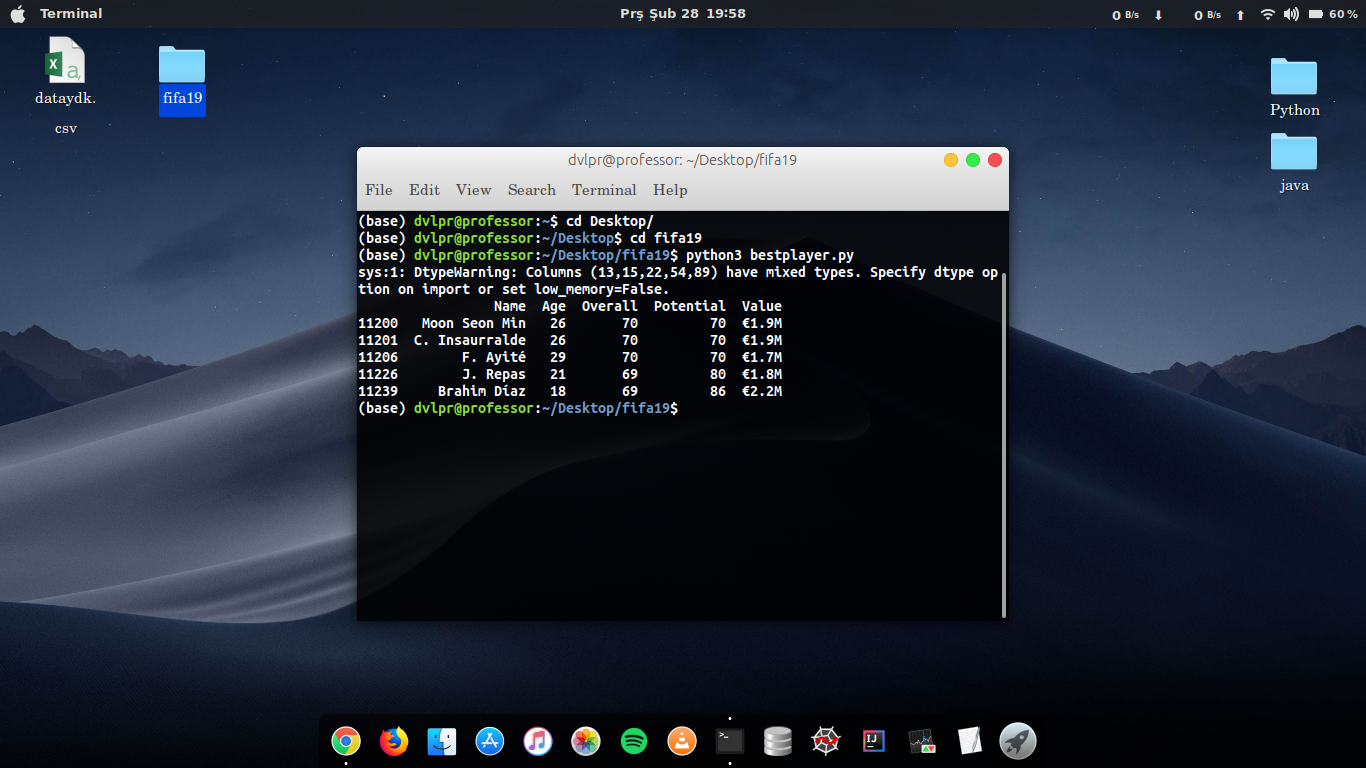 Terminal
Prş Şub 28 19:58
0 B/s 0 B/s 60 %
dataydk.
csv
fifa19
Python
java
dvlpr@professor: ~/Desktop/fifa19
File Edit View Search Terminal Help
(base) dvlpr@professor:~$ cd Desktop/
(base) dvlpr@professor:~/Desktop$ cd fifa19
(base) dvlpr@professor:~/Desktop/fifa19$ python3 bestplayer.py
sys:1: DtypeWarning: Columns (13,15,22,54,89) have mixed types. Specify dtype op
tion on import or set low_memory=False.
Name Age Overall Potential Value
11200 Moon Seon Min 26 70 70 €1.9M
11201 C. Insaurralde 26 70 70 €1.9M
11206 F. Ayité 29 70 70 €1.7M
11226 J. Repas 21 69 80 €1.8M
11239 Brahim Díaz 18 69 86 €2.2M
(base) dvlpr@professor:~/Desktop/fifa19$